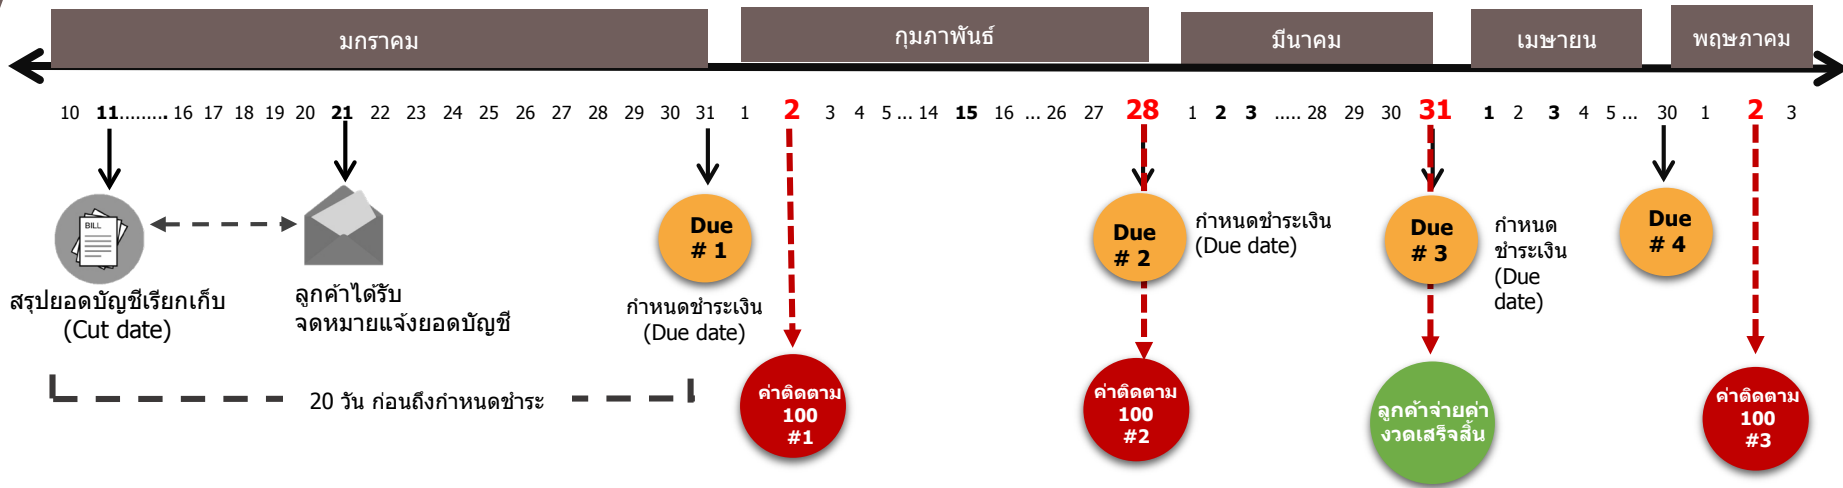 มกราคม
กุมภาพันธ์
มีนาคม
เมษายน
พฤษภาคม
10 11......... 16 17 18 19 20 21 22 23 24 25 26 27 28 29 30 31 1 2 3 4 5 ... 14 15 16 ... 26 27 28 1 2 3 ..... 28 29 30 31 1 2 3 4 5 ... 30 1 2 3
BILL
สรุปยอดบัญชีเรียกเก็บ
(Cut date)
ลูกค้าได้รับ
จดหมายแจ้งยอดบัญชี
Due
# 1
กำหนดชำระเงิน
(Due date)
Due
# 2
กำหนดชำระเงิน
(Due date)
Due
# 3
กำหนด
ชำระเงิน
(Due
date)
Due
# 4
20 วัน ก่อนถึงกำหนดชำระ
ค่าติดตาม
100
#1
ค่าติดตาม
100
#2
ลูกค้าจ่ายค่า
งวดเสร็จสิ้น
ค่าติดตาม
100
#3